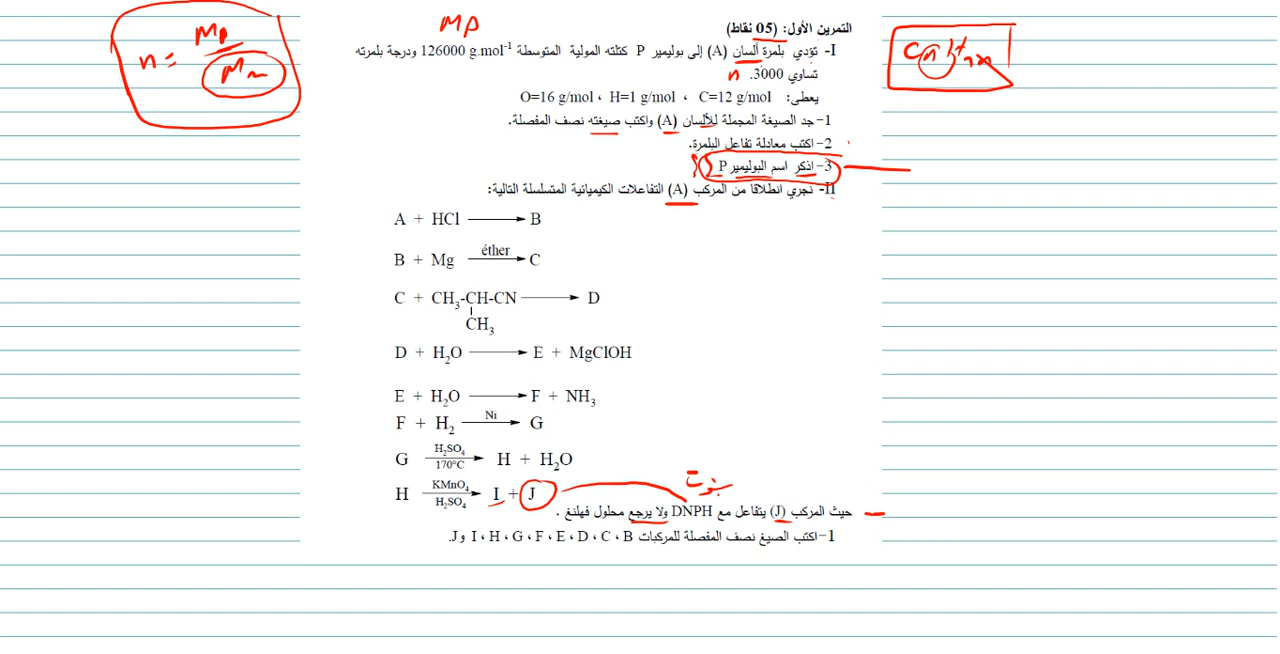 التمرين الأول: (05 نقاط)
MP
n = Mp / Mm
CnH2n
I- تؤدي بلمرة ألسان (A) إلى بوليمير P كتلته المولية المتوسطة 126000 g.mol-1 ودرجة بلمرته
تساوي 3000. n
يعطى: C=12 g/mol ، H=1 g/mol ، O=16 g/mol
1- جد الصيغة المجملة للألسان (A) واكتب صيغته نصف المفصلة.
2- اكتب معادلة تفاعل البلمرة.
3- اذكر اسم البوليمير P
II- نجري انطلاقا من المركب (A) التفاعلات الكيميائية المتسلسلة التالية:
A + HCl → B
B + Mg éther → C
C + CH3-CH-CN → D
CH3
D + H2O → E + MgClOH
E + H2O → F + NH3
F + H2 Ni → G
G H2SO4 170°C → H + H2O
H KMnO4 H2SO4 → I + J
حيث المركب (J) يتفاعل مع DNPH ولا يرجع محلول فهلنغ .
1- اكتب الصيغ نصف المفصلة للمركبات B ، C ، D ، E ، F ، G ، H ، I و J.